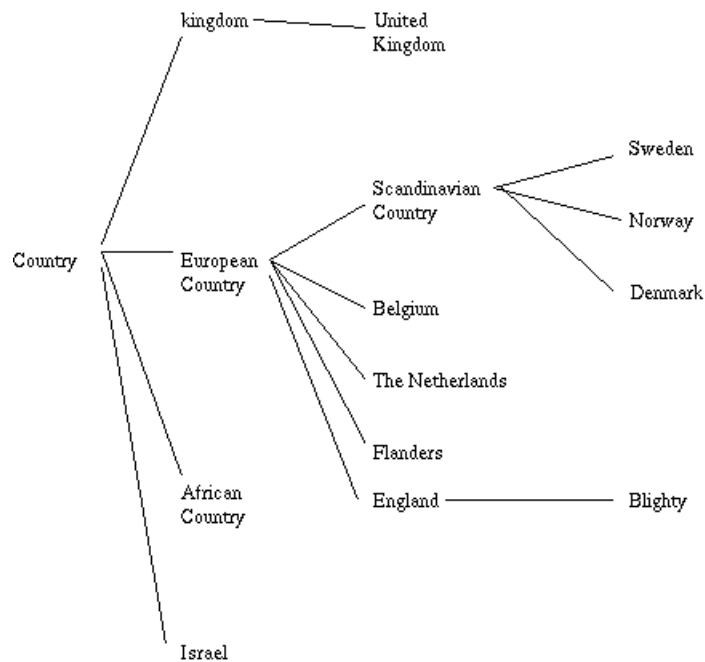 kingdom
United
Kingdom
Sweden
Scandinavian
Country
Norway
Country
European
Country
Denmark
Belgium
The Netherlands
Flanders
African
Country
England
Blighty
Israel